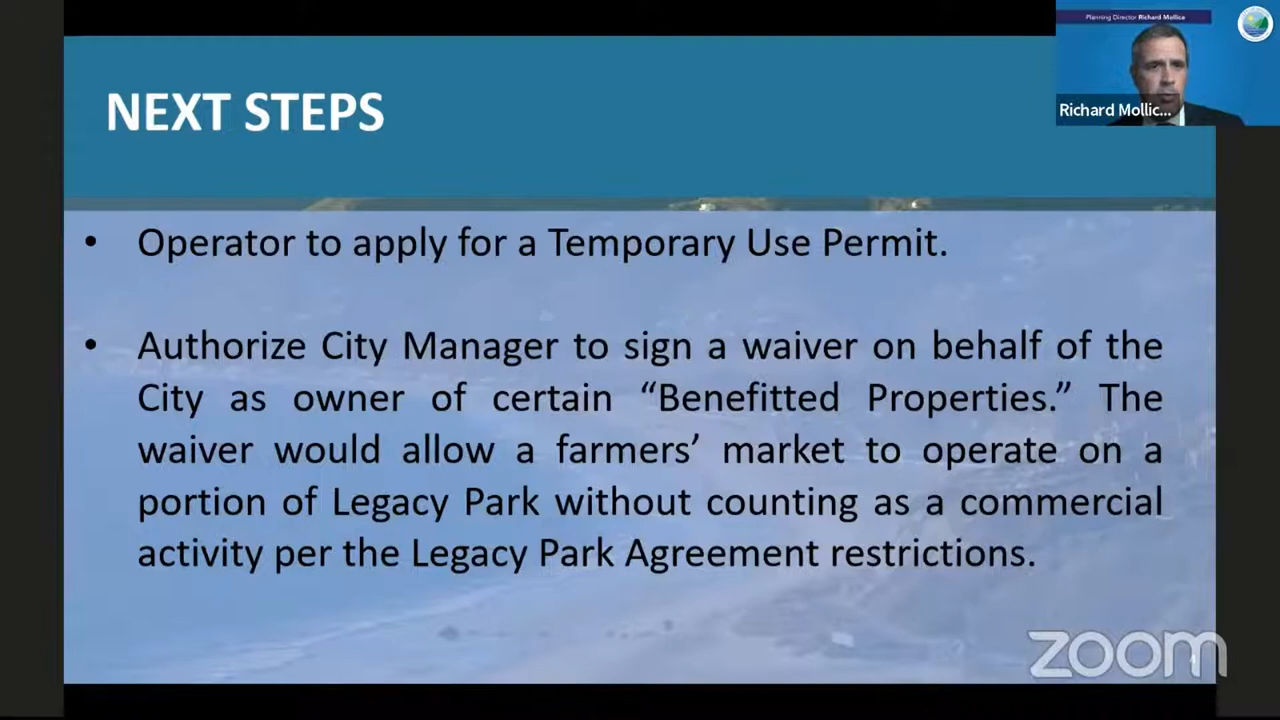 Planning Director Richard Mollica
Richard Mollic...
NEXT STEPS
• Operator to apply for a Temporary Use Permit.
• Authorize City Manager to sign a waiver on behalf of the
City as owner of certain “Benefitted Properties.” The
waiver would allow a farmers’ market to operate on a
portion of Legacy Park without counting as a commercial
activity per the Legacy Park Agreement restrictions.
zoom